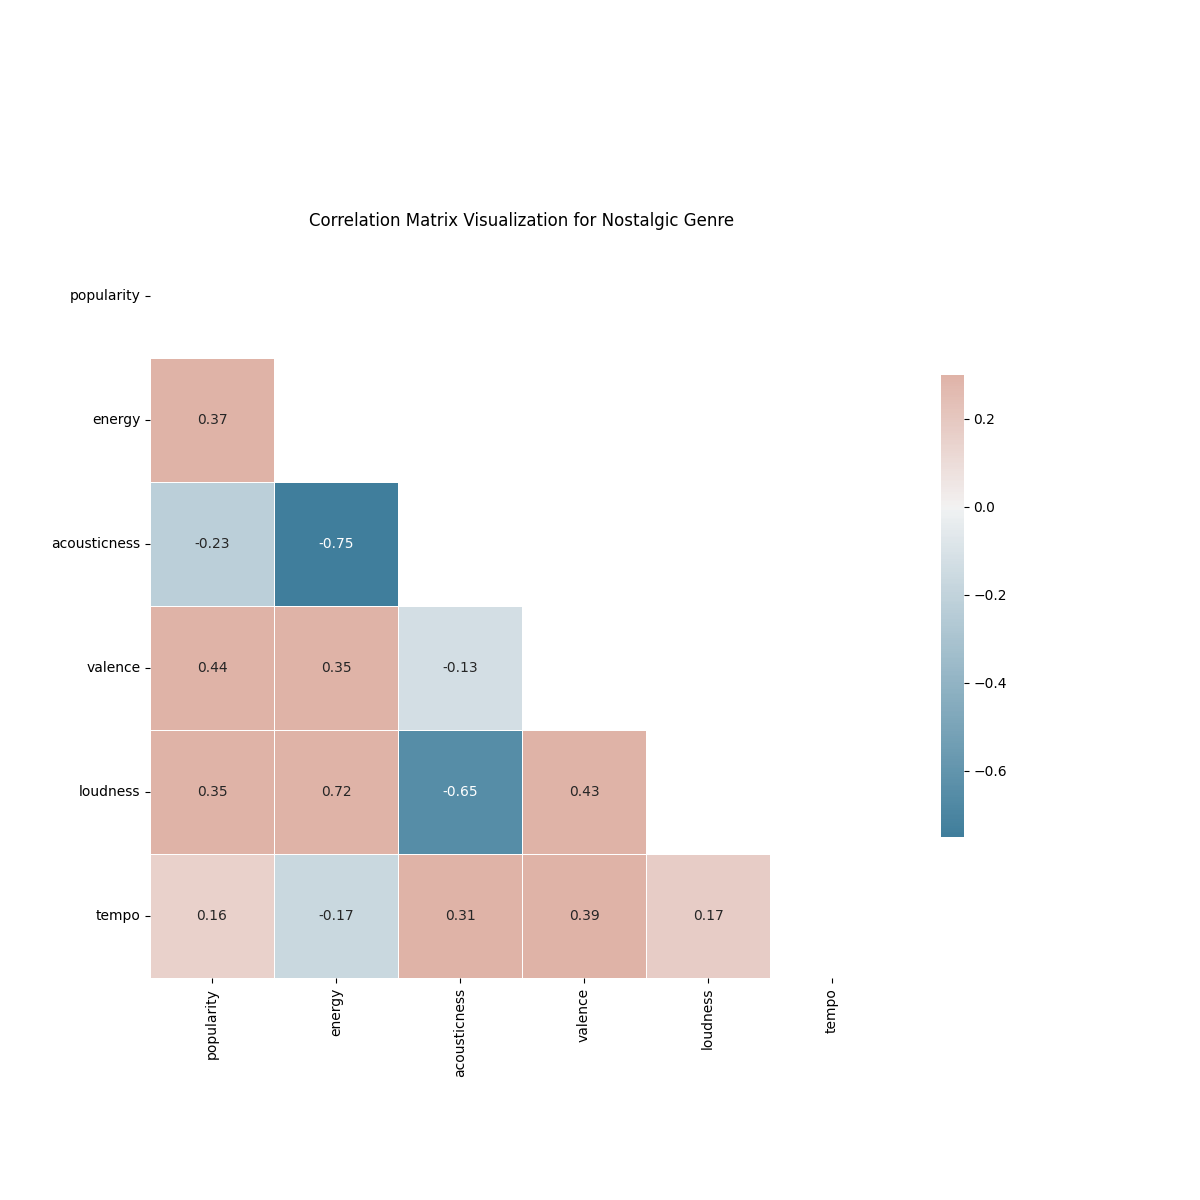 Correlation Matrix Visualization for Nostalgic Genre
popularity
energy 0.37
acousticness -0.23 -0.75
valence 0.44 0.35 -0.13
loudness 0.35 0.72 -0.65 0.43
tempo 0.16 -0.17 0.31 0.39 0.17
popularity energy acousticness valence loudness tempo
0.2
0.0
−0.2
−0.4
−0.6